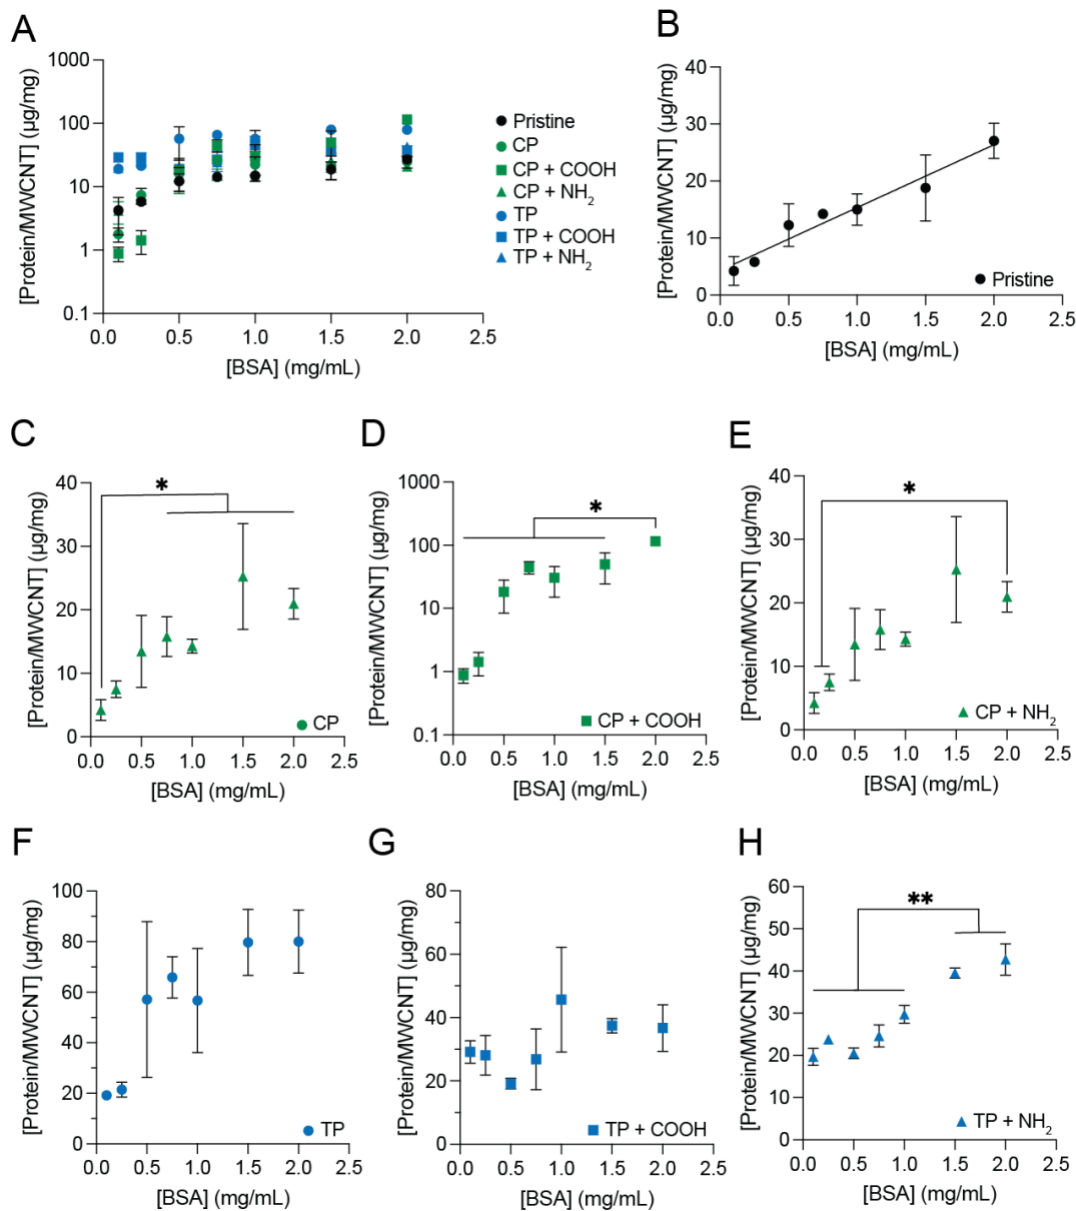 A
[Protein/MWCNT] (µg/mg)
1000
100
10
1
0.1
0.0 0.5 1.0 1.5 2.0 2.5
[BSA] (mg/mL)
Pristine
CP
CP + COOH
CP + NH₂
TP
TP + COOH
TP + NH₂
B
[Protein/MWCNT] (µg/mg)
40
30
20
10
0
0.0 0.5 1.0 1.5 2.0 2.5
[BSA] (mg/mL)
Pristine
C
[Protein/MWCNT] (µg/mg)
40
30
20
10
0
0.0 0.5 1.0 1.5 2.0 2.5
[BSA] (mg/mL)
*
CP
D
[Protein/MWCNT] (µg/mg)
1000
100
10
1
0.1
0.0 0.5 1.0 1.5 2.0 2.5
[BSA] (mg/mL)
*
CP + COOH
E
[Protein/MWCNT] (µg/mg)
40
30
20
10
0
0.0 0.5 1.0 1.5 2.0 2.5
[BSA] (mg/mL)
*
CP + NH₂
F
[Protein/MWCNT] (µg/mg)
100
80
60
40
20
0
0.0 0.5 1.0 1.5 2.0 2.5
[BSA] (mg/mL)
TP
G
[Protein/MWCNT] (µg/mg)
80
60
40
20
0
0.0 0.5 1.0 1.5 2.0 2.5
[BSA] (mg/mL)
TP + COOH
H
[Protein/MWCNT] (µg/mg)
60
50
40
30
20
10
0
0.0 0.5 1.0 1.5 2.0 2.5
[BSA] (mg/mL)
**
TP + NH₂